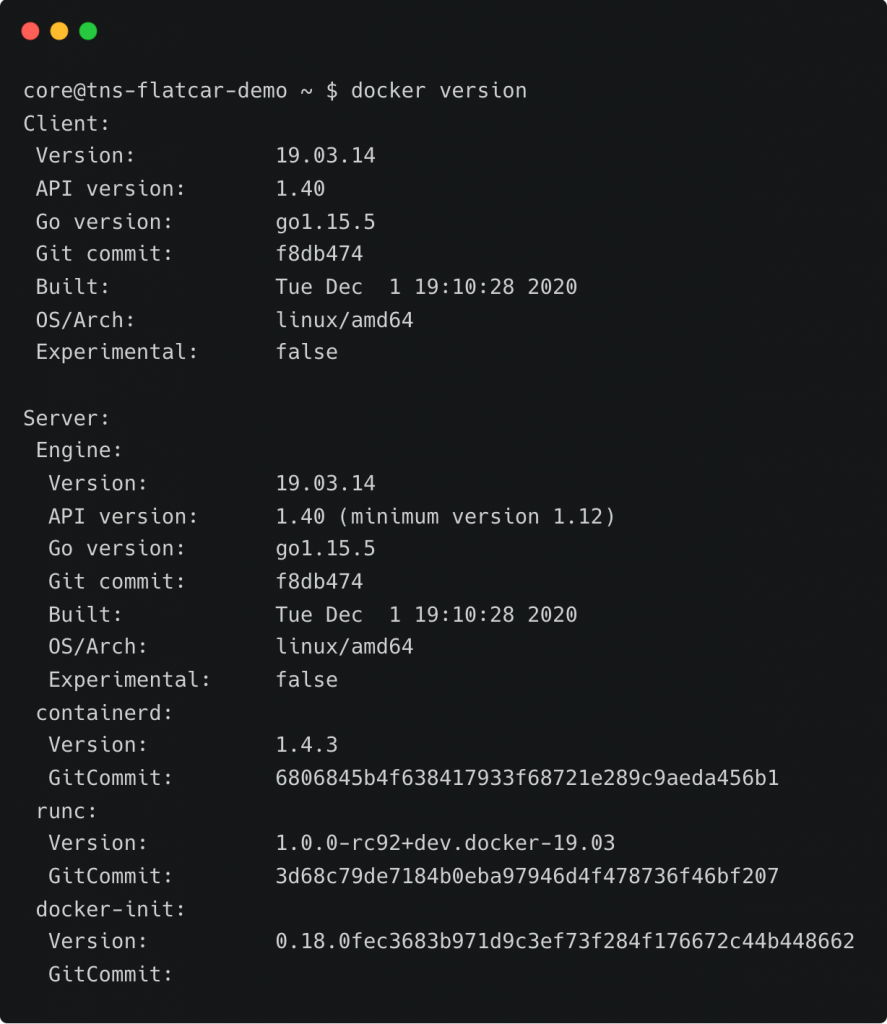 core@tns-flatcar-demo ~ $ docker version
Client:
 Version:           19.03.14
 API version:       1.40
 Go version:        go1.15.5
 Git commit:        f8db474
 Built:             Tue Dec  1 19:10:28 2020
 OS/Arch:           linux/amd64
 Experimental:      false

Server:
 Engine:
  Version:          19.03.14
  API version:      1.40 (minimum version 1.12)
  Go version:       go1.15.5
  Git commit:       f8db474
  Built:            Tue Dec  1 19:10:28 2020
  OS/Arch:          linux/amd64
  Experimental:     false
 containerd:
  Version:          1.4.3
  GitCommit:        6806845b4f638417933f68721e289c9aeda456b1
 runc:
  Version:          1.0.0-rc92+dev.docker-19.03
  GitCommit:        3d68c79de7184b0eba97946d4f478736f46bf207
 docker-init:
  Version:          0.18.0fec3683b971d9c3ef73f284f176672c44b448662
  GitCommit: